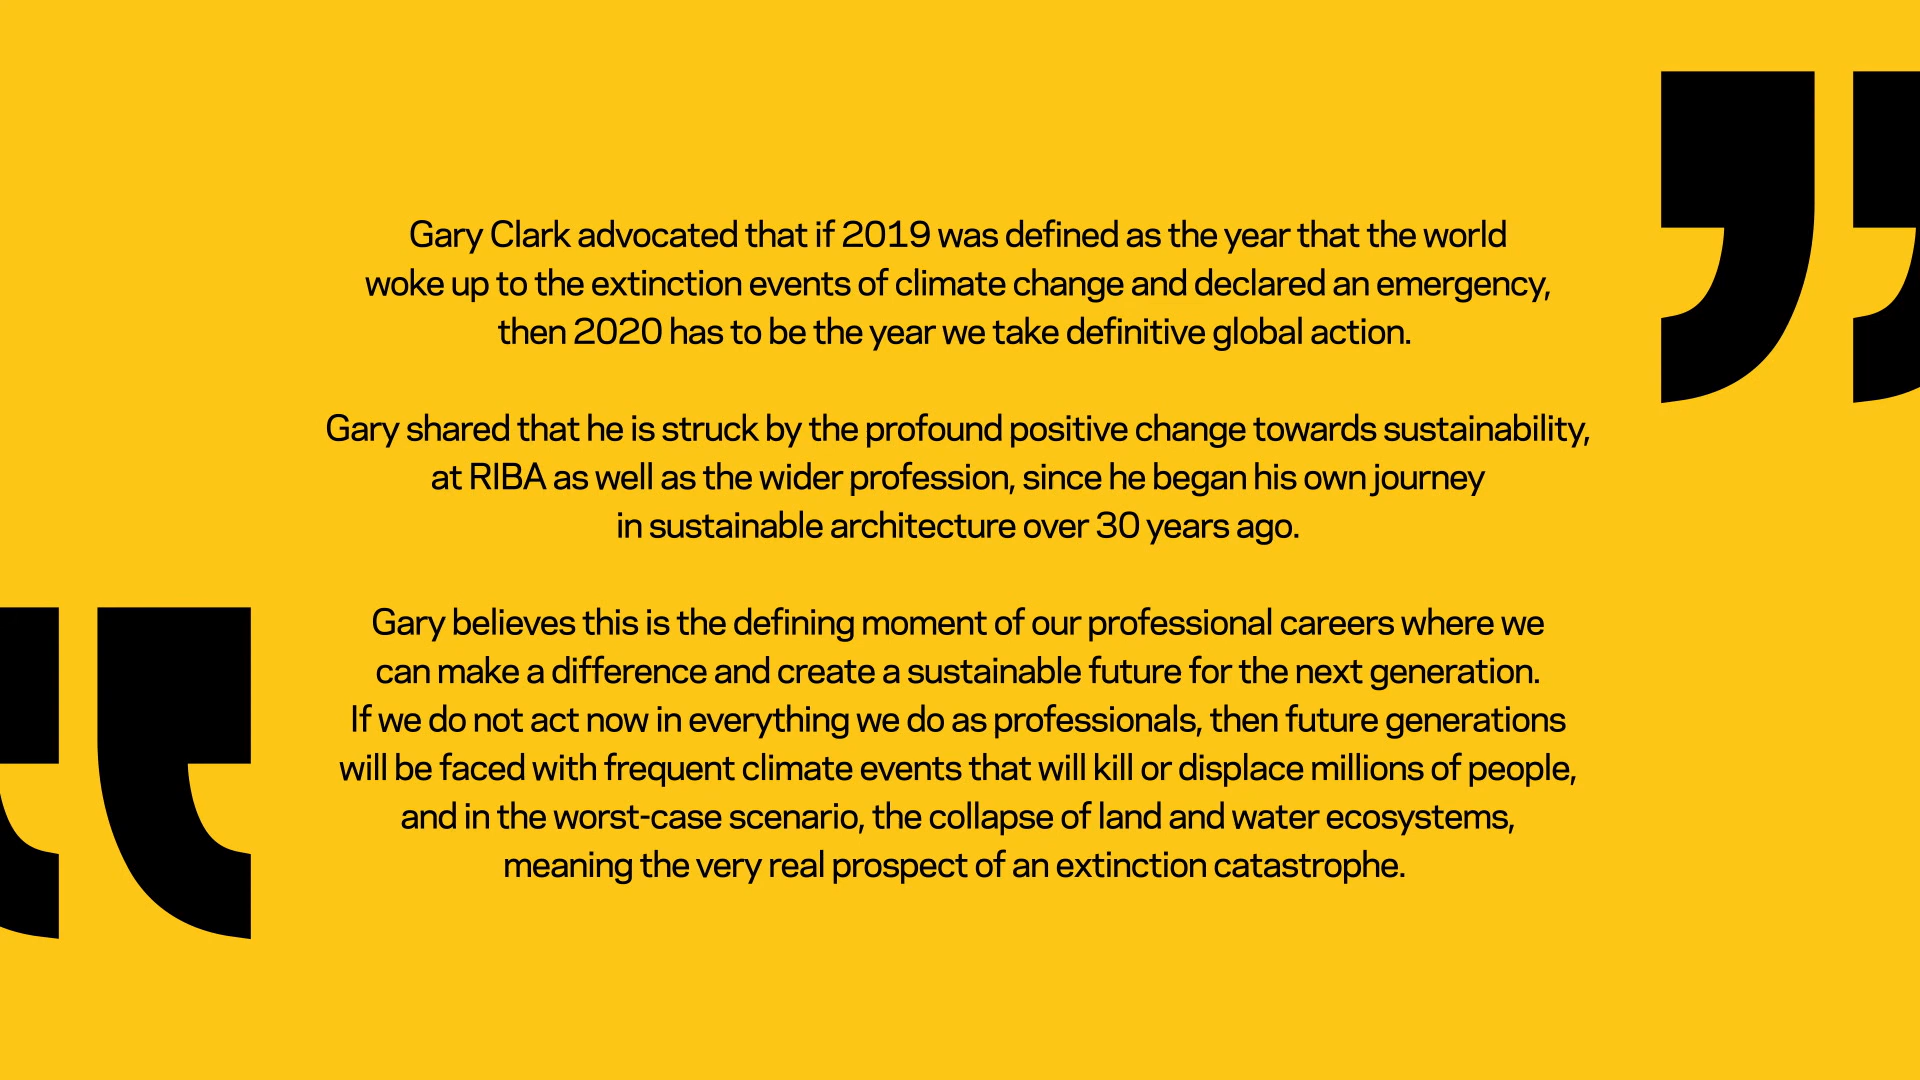 Gary Clark advocated that if 2019 was defined as the year that the world
woke up to the extinction events of climate change and declared an emergency,
then 2020 has to be the year we take definitive global action.
Gary shared that he is struck by the profound positive change towards sustainability,
at RIBA as well as the wider profession, since he began his own journey
in sustainable architecture over 30 years ago.
Gary believes this is the defining moment of our professional careers where we
can make a difference and create a sustainable future for the next generation.
If we do not act now in everything we do as professionals, then future generations
will be faced with frequent climate events that will kill or displace millions of people,
and in the worst-case scenario, the collapse of land and water ecosystems,
meaning the very real prospect of an extinction catastrophe.